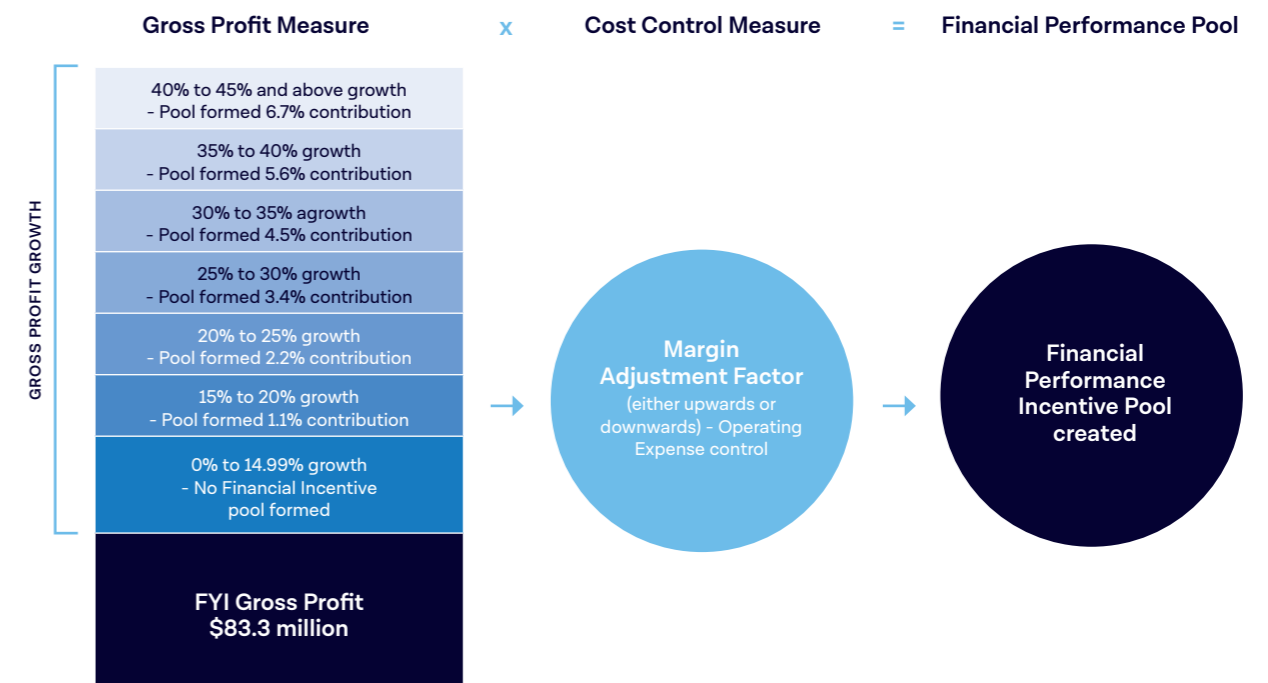 Gross Profit Measure
x
Cost Control Measure
=
Financial Performance Pool
GROSS PROFIT GROWTH
40% to 45% and above growth
- Pool formed 6.7% contribution
35% to 40% growth
- Pool formed 5.6% contribution
30% to 35% agrowth
- Pool formed 4.5% contribution
25% to 30% growth
- Pool formed 3.4% contribution
20% to 25% growth
- Pool formed 2.2% contribution
15% to 20% growth
- Pool formed 1.1% contribution
0% to 14.99% growth
- No Financial Incentive
pool formed
FYI Gross Profit
$83.3 million
Margin
Adjustment Factor
(either upwards or
downwards) - Operating
Expense control
Financial
Performance
Incentive Pool
created